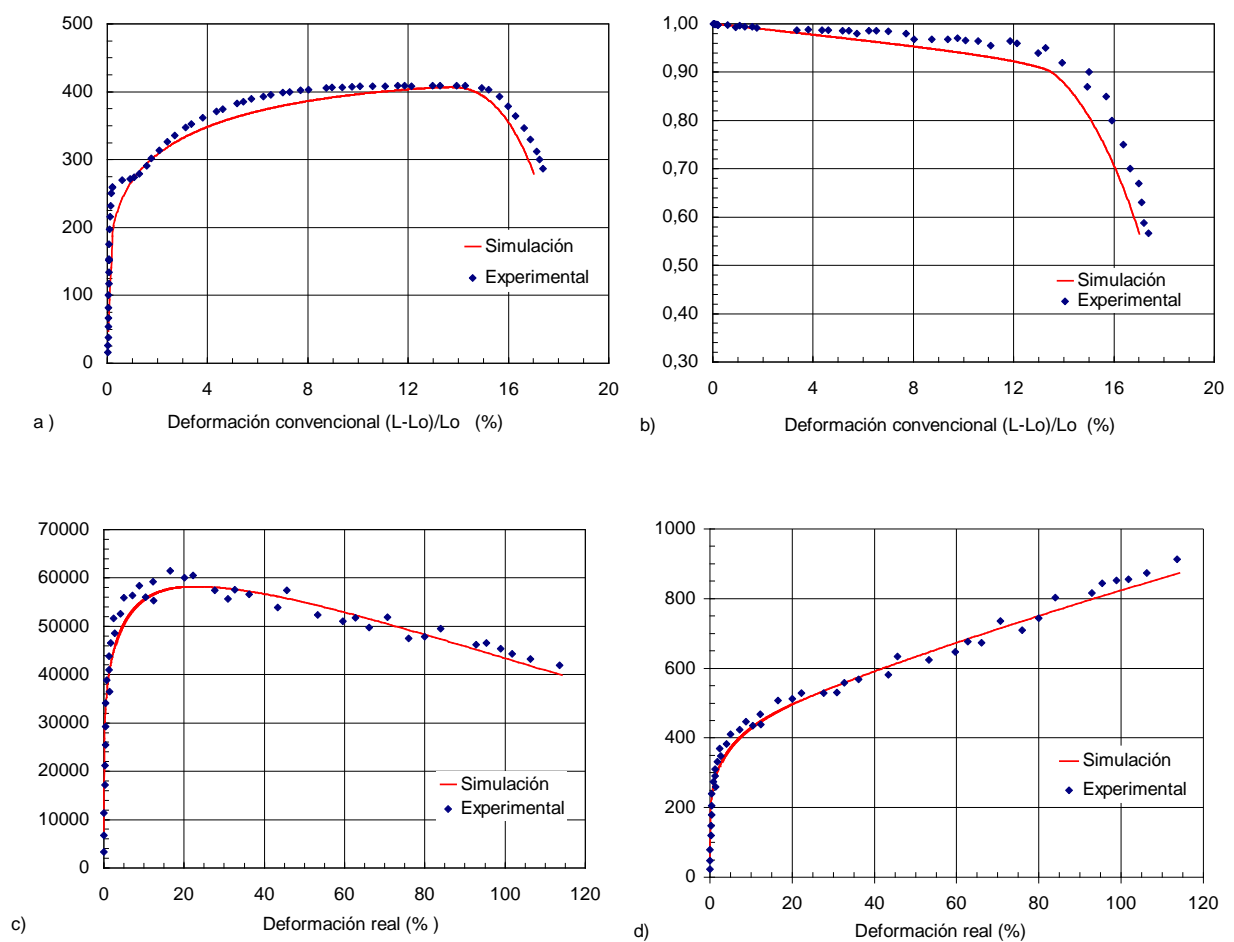 500
400
300
200
100
0
0 4 8 12 16 20
Simulación
Experimental
a ) Deformación convencional (L-Lo)/Lo (%)
1,00
0,90
0,80
0,70
0,60
0,50
0,40
0,30
0 4 8 12 16 20
Simulación
Experimental
b) Deformación convencional (L-Lo)/Lo (%)
70000
60000
50000
40000
30000
20000
10000
0
0 20 40 60 80 100 120
Simulación
Experimental
c) Deformación real (% )
1000
800
600
400
200
0
0 20 40 60 80 100 120
Simulación
Experimental
d) Deformación real (%)